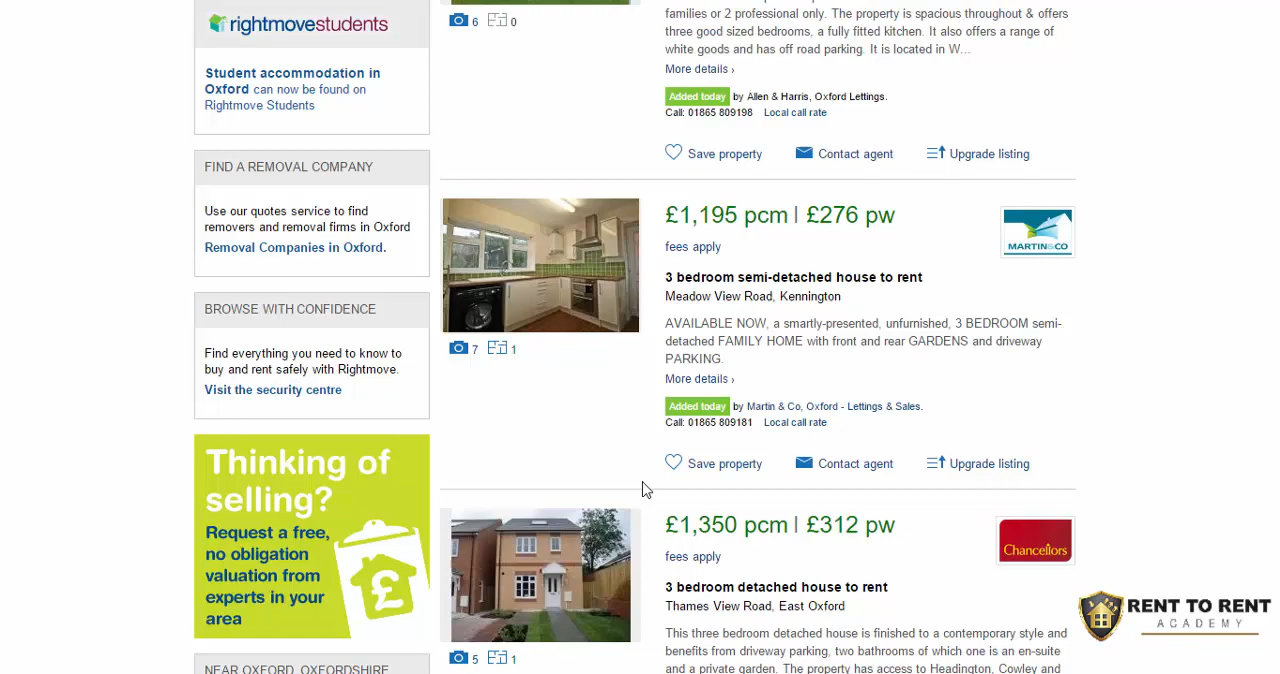 rightmovestudents
Student accommodation in
Oxford can now be found on
Rightmove Students
FIND A REMOVAL COMPANY
Use our quotes service to find
removers and removal firms in Oxford
Removal Companies in Oxford.
BROWSE WITH CONFIDENCE
Find everything you need to know to
buy and rent safely with Rightmove.
Visit the security centre
Thinking of
selling?
Request a free,
no obligation
valuation from
experts in your
area
£
NEAR OXFORD, OXFORDSHIRE
6 0
families or 2 professional only. The property is spacious throughout & offers
three good sized bedrooms, a fully fitted kitchen. It also offers a range of
white goods and has off road parking. It is located in W...
More details ›
Added today by Allen & Harris, Oxford Lettings.
Call: 01865 809198 Local call rate
Save property Contact agent Upgrade listing
£1,195 pcm | £276 pw
fees apply
MARTIN&CO
3 bedroom semi-detached house to rent
Meadow View Road, Kennington
AVAILABLE NOW, a smartly-presented, unfurnished, 3 BEDROOM semi-
detached FAMILY HOME with front and rear GARDENS and driveway
PARKING.
7 1
More details ›
Added today by Martin & Co, Oxford - Lettings & Sales.
Call: 01865 809181 Local call rate
Save property Contact agent Upgrade listing
£1,350 pcm | £312 pw
fees apply
Chancellors
3 bedroom detached house to rent
Thames View Road, East Oxford
This three bedroom detached house is finished to a contemporary style and
benefits from driveway parking, two bathrooms of which one is an en-suite
and a private garden. The property has access to Headington, Cowley and
5 1
RENT TO RENT
ACADEMY